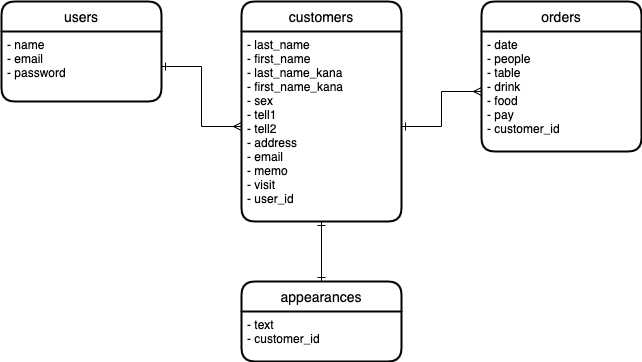 users
- name
- email
- password
customers
- last_name
- first_name
- last_name_kana
- first_name_kana
- sex
- tell1
- tell2
- address
- email
- memo
- visit
- user_id
orders
- date
- people
- table
- drink
- food
- pay
- customer_id
appearances
- text
- customer_id